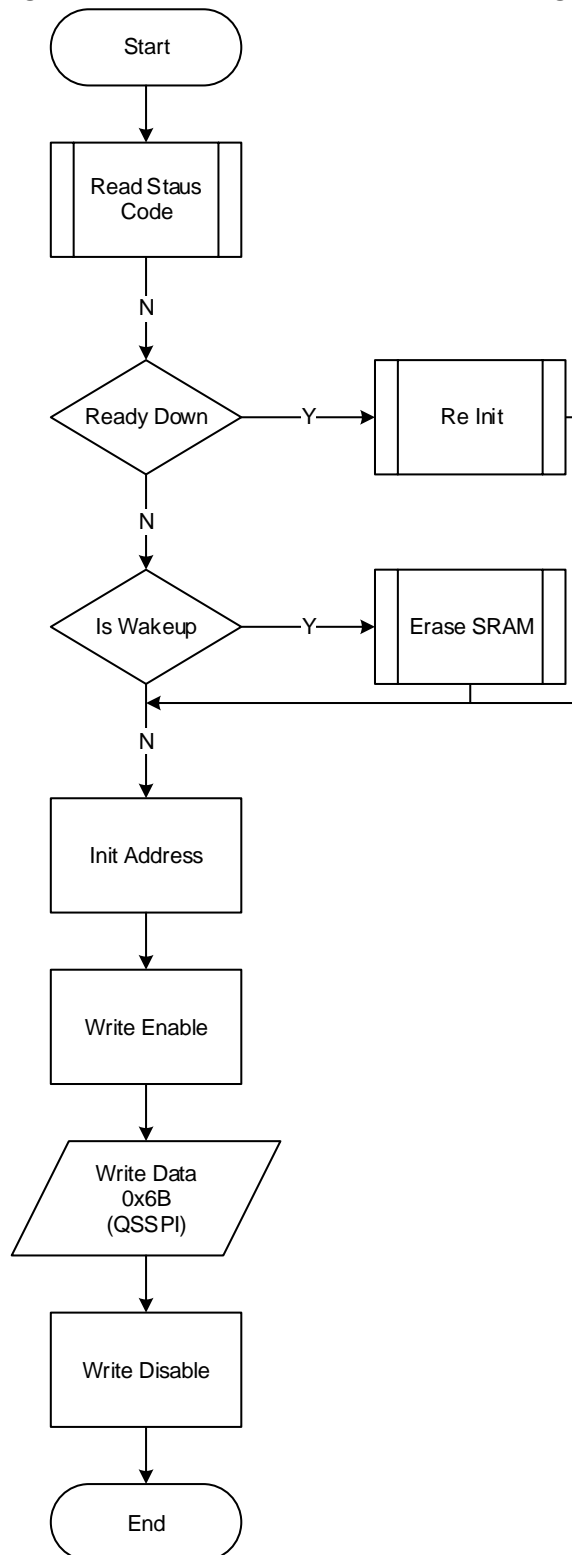 Start
Read Staus
Code
N
Ready Down
Y
Re Init
N
Is Wakeup
Y
Erase SRAM
N
Init Address
Write Enable
Write Data
0x6B
(QSSPI)
Write Disable
End